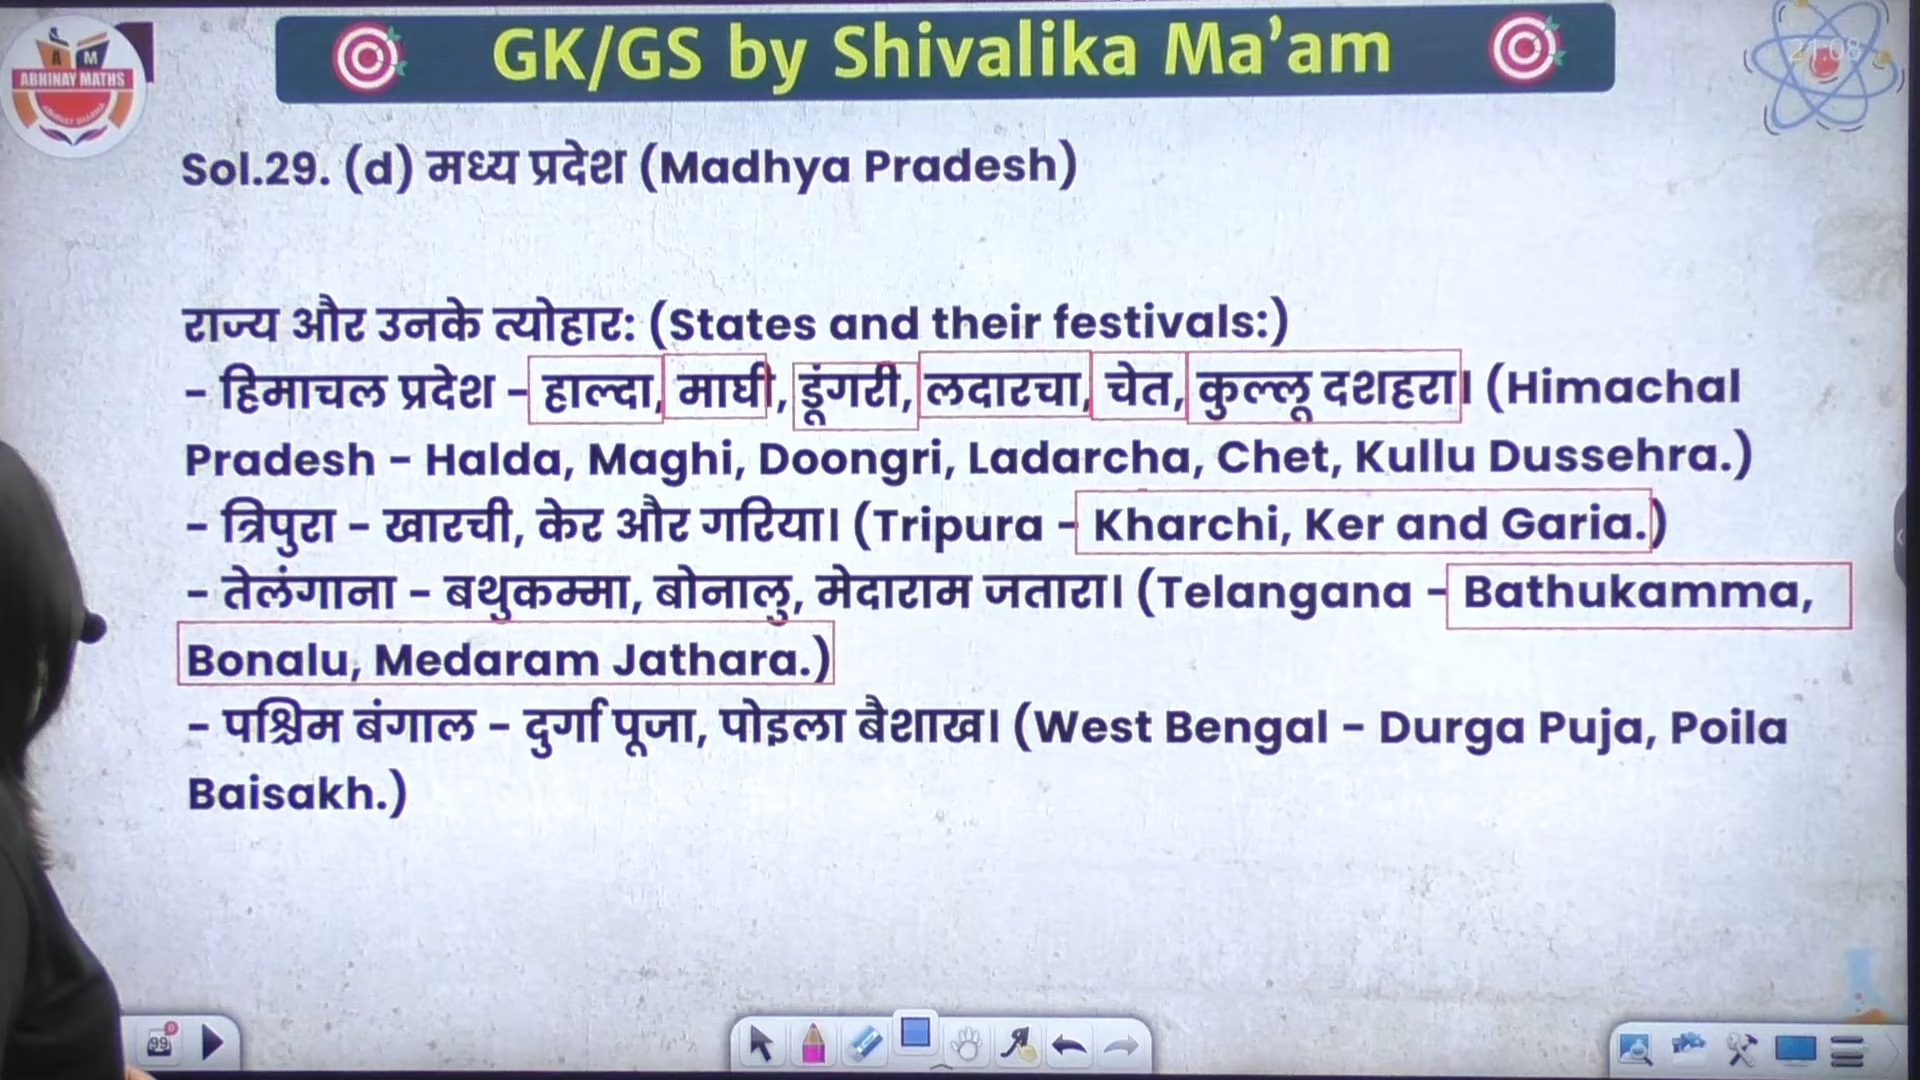 GK/GS by Shivalika Ma'am
A M
ABHINAY MATHS
21:08
Sol.29. (d) मध्य प्रदेश (Madhya Pradesh)
राज्य और उनके त्योहार: (States and their festivals:)
- हिमाचल प्रदेश - हाल्दा, माघी, डूंगरी, लदारचा, चेत, कुल्लू दशहरा। (Himachal
Pradesh - Halda, Maghi, Doongri, Ladarcha, Chet, Kullu Dussehra.)
- त्रिपुरा - खारची, केर और गरिया। (Tripura - Kharchi, Ker and Garia.)
- तेलंगाना - बथुकम्मा, बोनालु, मेदाराम जतारा। (Telangana - Bathukamma,
Bonalu, Medaram Jathara.)
- पश्चिम बंगाल - दुर्गा पूजा, पोइला बैशाख। (West Bengal - Durga Puja, Poila
Baisakh.)
99